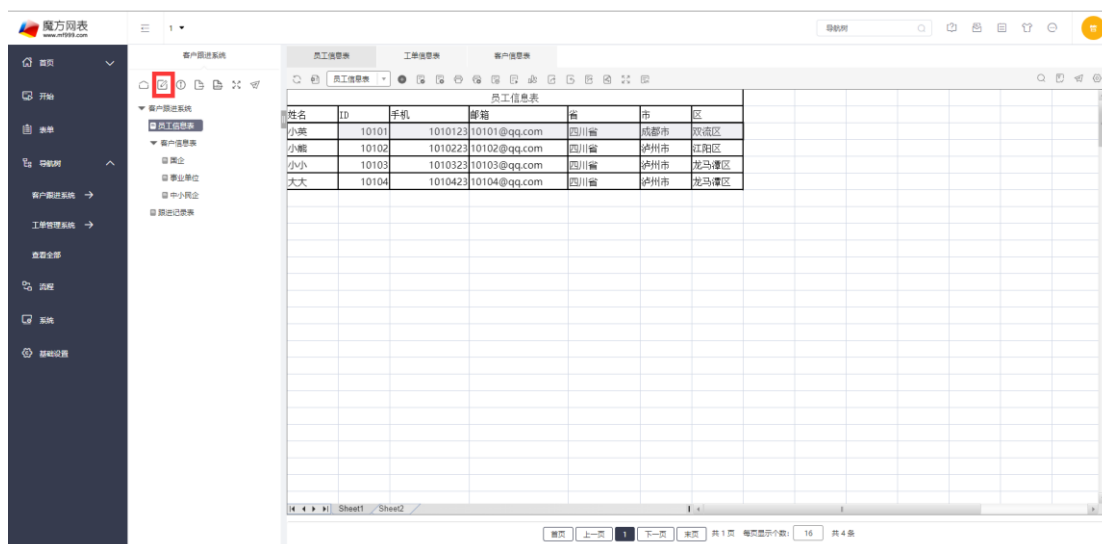 魔方网表
www.mf999.com
1
导航树
管
首页
开始
表单
导航树
客户跟进系统
工单管理系统
查看全部
流程
系统
基础设置
客户跟进系统
客户跟进系统
员工信息表
客户信息表
国企
事业单位
中小民企
跟进记录表
员工信息表 工单信息表 客户信息表
员工信息表
员工信息表
姓名 ID 手机 邮箱 省 市 区
小英 10101 1010123 10101@qq.com 四川省 成都市 双流区
小熊 10102 1010223 10102@qq.com 四川省 泸州市 江阳区
小小 10103 1010323 10103@qq.com 四川省 泸州市 龙马潭区
大大 10104 1010423 10104@qq.com 四川省 泸州市 龙马潭区
Sheet1 Sheet2
首页 上一页 1 下一页 末页 共1页 每页显示个数: 16 共4条